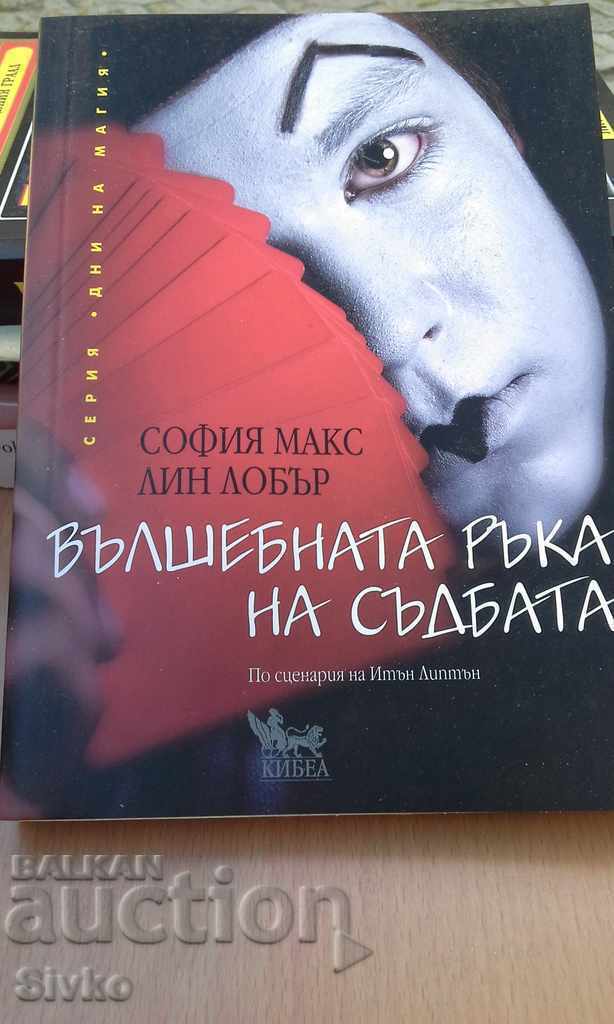 СЕРИЯ • ДНИ НА МАГИЯ •
СОФИЯ МАКС
ЛИН ЛОБЪР
ВЪЛШЕБНАТА РЪКА
НА СЪДБАТА
По сценария на Итън Липтън
КИБЕА
BALKAN
auction
Sivko